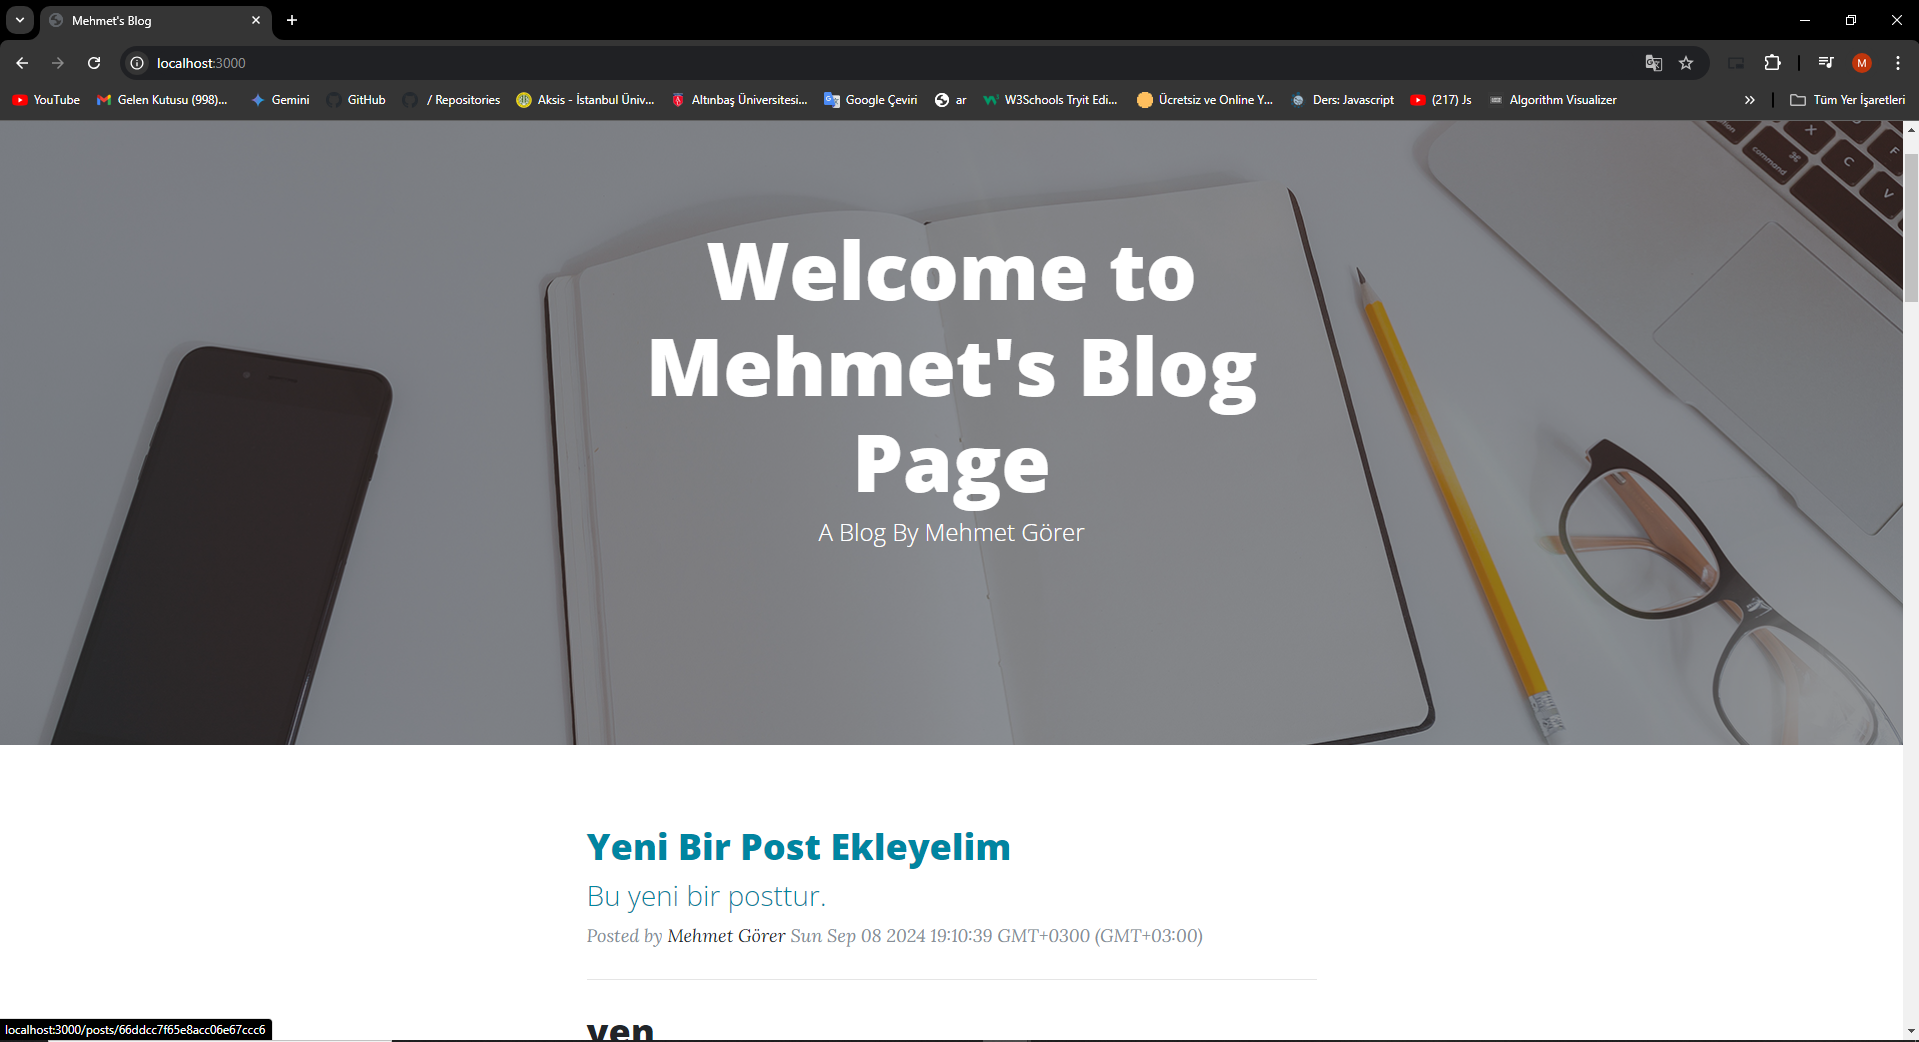 Mehmet's Blog
localhost:3000
YouTube
Gelen Kutusu (998)...
Gemini
GitHub
/ Repositories
Aksis - İstanbul Üniv...
Altınbaş Üniversitesi...
Google Çeviri
ar
W3Schools Tryit Edi...
Ücretsiz ve Online Y...
Ders: Javascript
(217) Js
Algorithm Visualizer
Tüm Yer İşaretleri
M
X
C
V
F
command
Welcome to
Mehmet's Blog
Page
A Blog By Mehmet Görer
Yeni Bir Post Ekleyelim
Bu yeni bir posttur.
Posted by Mehmet Görer Sun Sep 08 2024 19:10:39 GMT+0300 (GMT+03:00)
yen
localhost:3000/posts/66ddcc7f65e8acc06e67ccc6